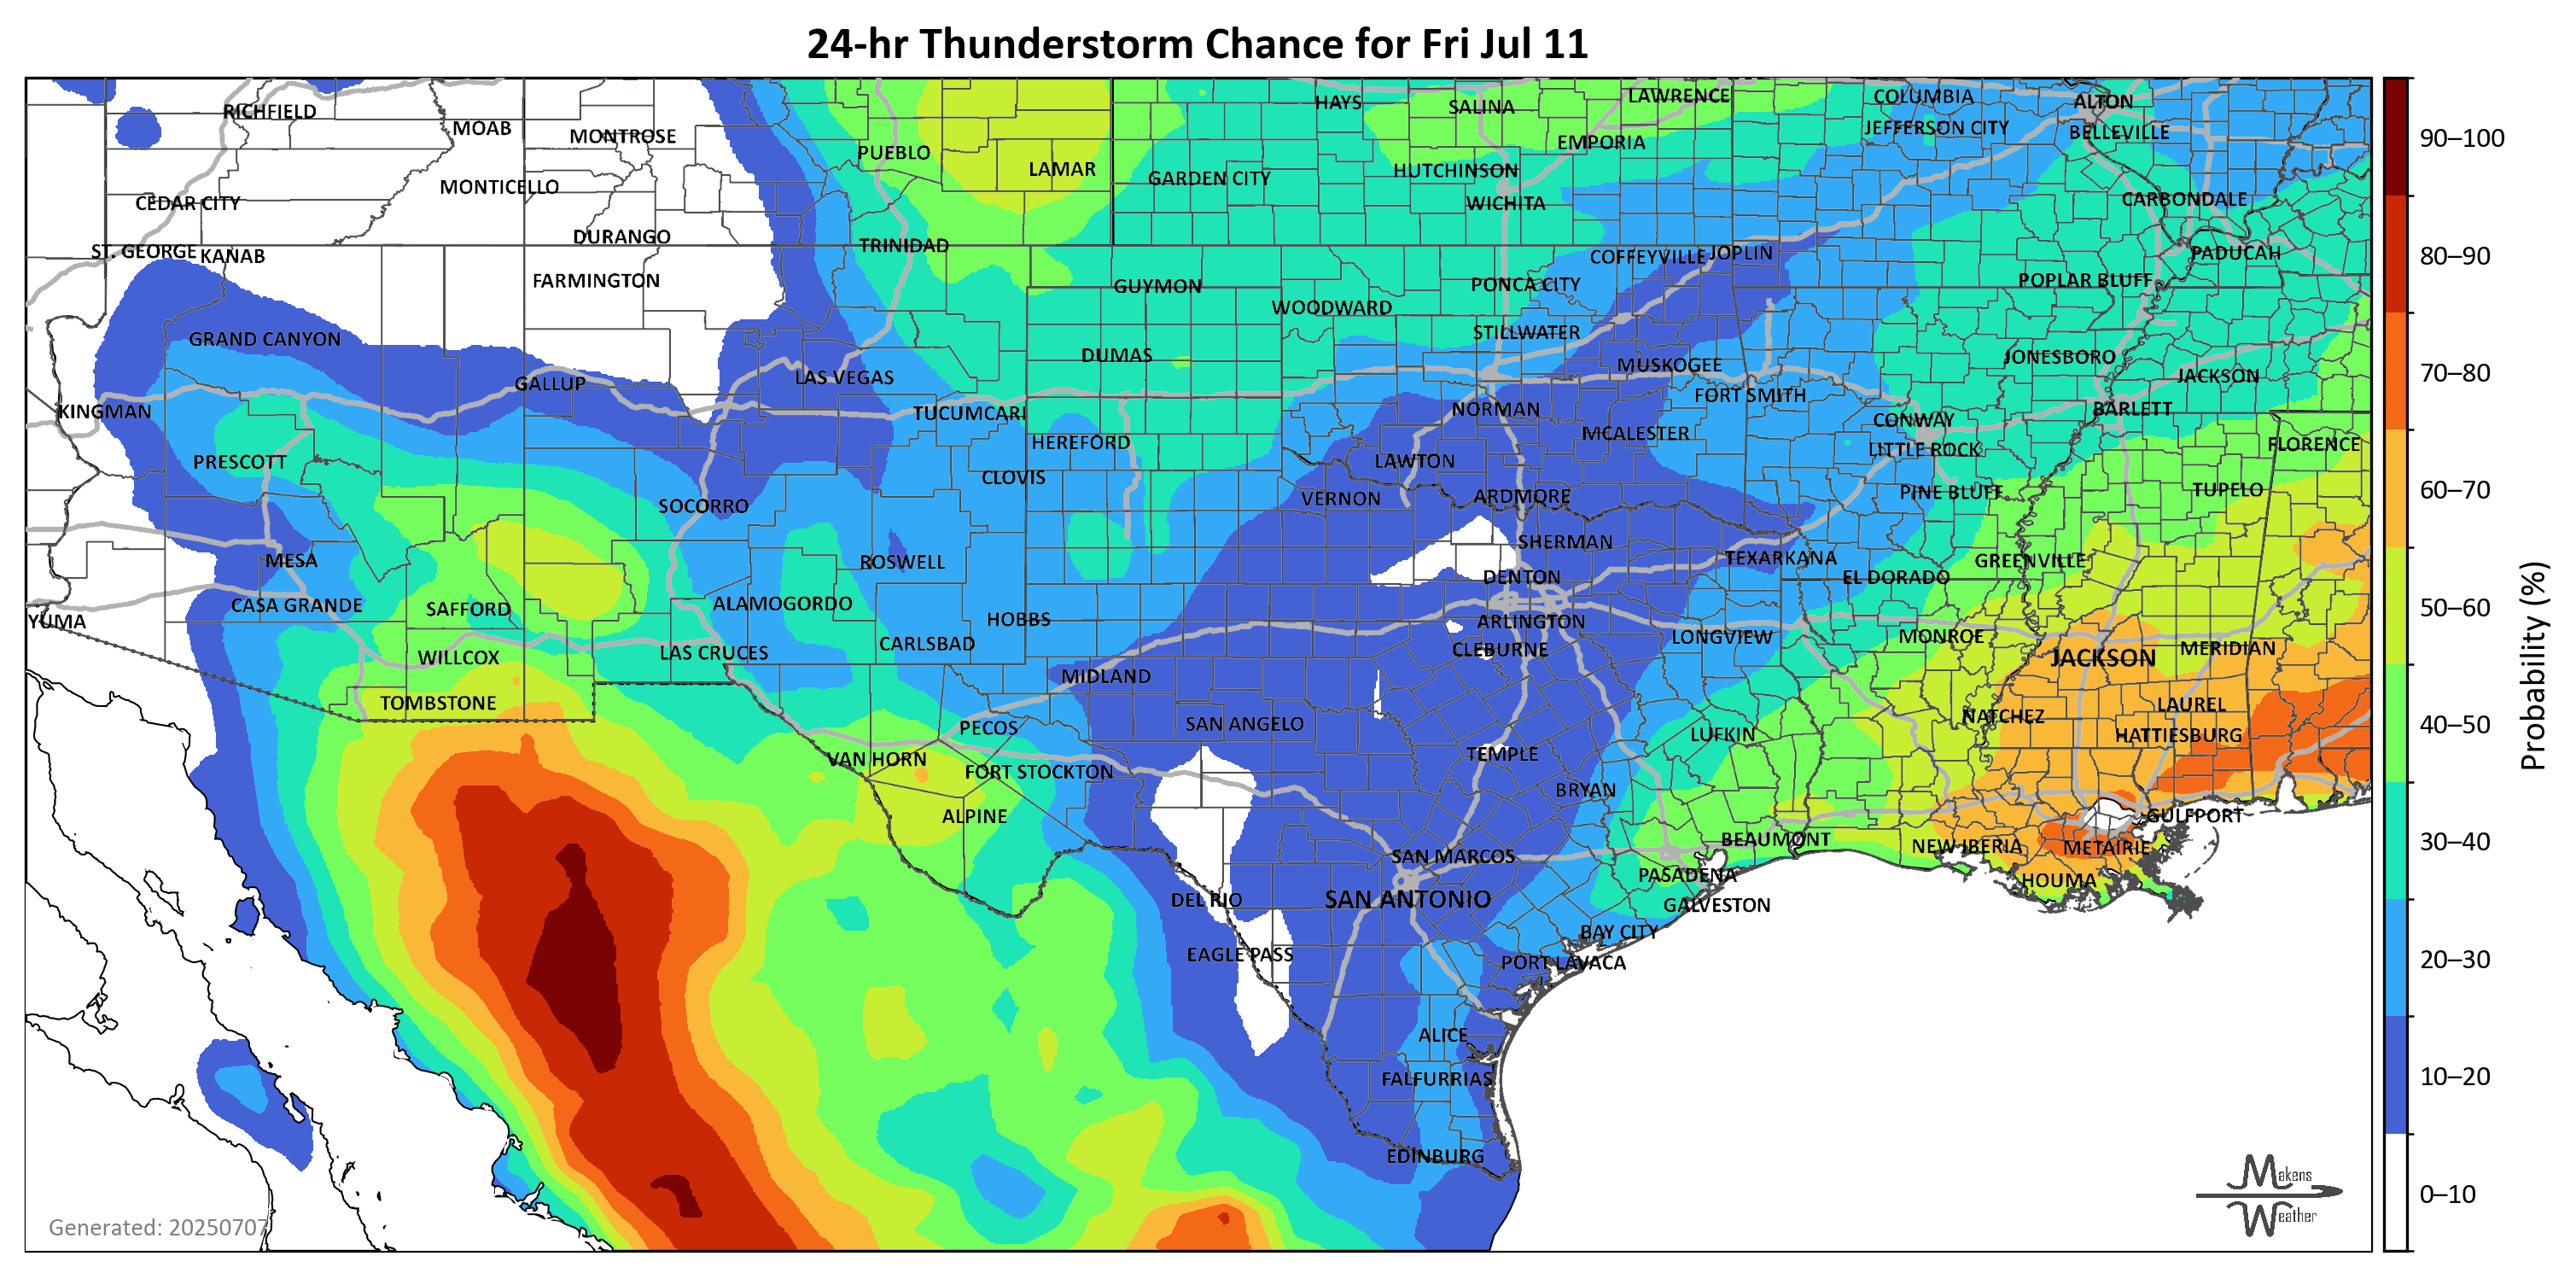 24-hr Thunderstorm Chance for Fri Jul 11
RICHFIELD
MOAB
MONTROSE
PUEBLO
LAMAR
HAYS
SALINA
LAWRENCE
COLUMBIA
ALTON
GARDEN CITY
HUTCHINSON
EMPORIA
JEFFERSON CITY
BELLEVILLE
CEDAR CITY
MONTICELLO
WICHITA
CARBONDALE
ST. GEORGE
KANAB
DURANGO
TRINIDAD
COFFEYVILLE
JOPLIN
PADUCAH
FARMINGTON
GUYMON
WOODWARD
PONCA CITY
POPLAR BLUFF
GRAND CANYON
DUMAS
STILLWATER
JONESBORO
GALLUP
LAS VEGAS
MUSKOGEE
JACKSON
KINGMAN
TUCUMCARI
NORMAN
FORT SMITH
CONWAY
BARLETT
PRESCOTT
HEREFORD
LAWTON
MCALESTER
LITTLE ROCK
FLORENCE
SOCORRO
CLOVIS
VERNON
ARDMORE
PINE BLUFF
TUPELO
MESA
ROSWELL
SHERMAN
TEXARKANA
GREENVILLE
CASA GRANDE
SAFFORD
ALAMOGORDO
DENTON
EL DORADO
YUMA
HOBBS
ARLINGTON
WILLCOX
LAS CRUCES
CARLSBAD
CLEBURNE
LONGVIEW
MONROE
JACKSON
MERIDIAN
TOMBSTONE
MIDLAND
PECOS
SAN ANGELO
LUFKIN
NATCHEZ
LAUREL
VAN HORN
FORT STOCKTON
TEMPLE
HATTIESBURG
ALPINE
BRYAN
GULFPORT
SAN MARCOS
BEAUMONT
NEW IBERIA
METAIRIE
DEL RIO
SAN ANTONIO
PASADENA
HOUMA
GALVESTON
EAGLE PASS
BAY CITY
PORT LAVACA
ALICE
FALFURRIAS
EDINBURG
Generated: 20250707
Makens
Weather
90–100
80–90
70–80
60–70
50–60
40–50
30–40
20–30
10–20
0–10
Probability (%)